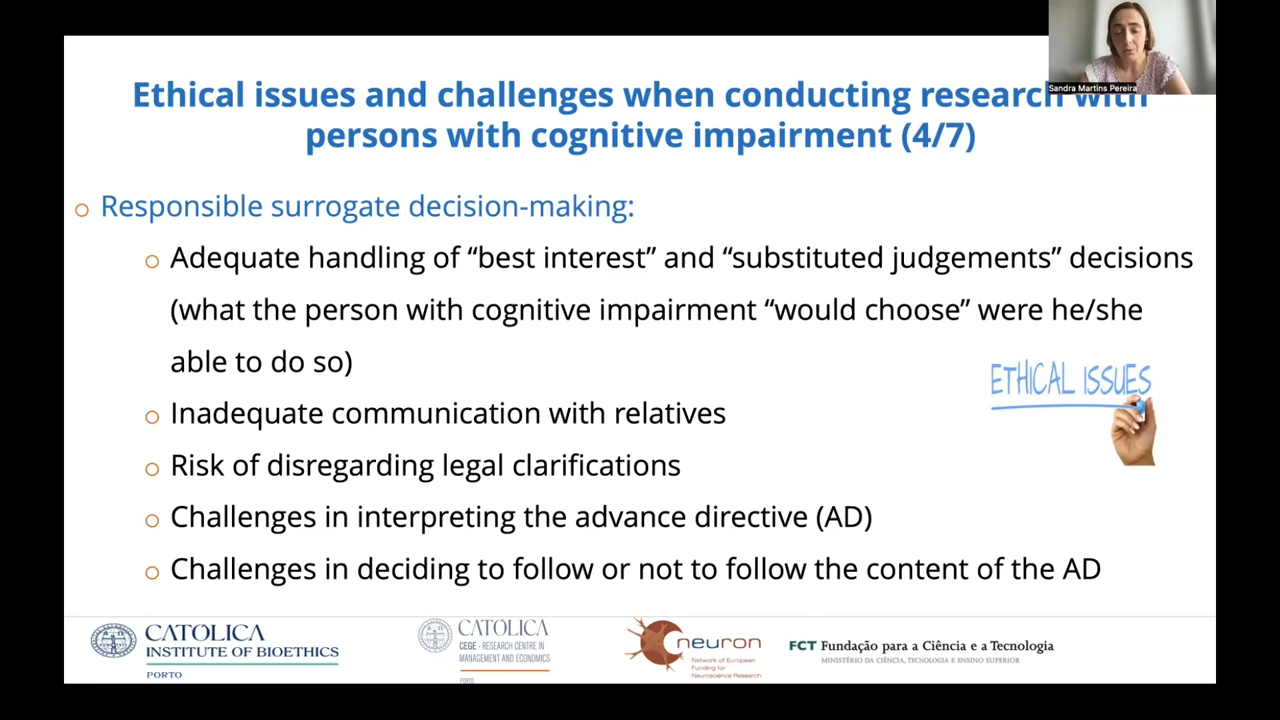 Sandra Martins Pereira
Ethical issues and challenges when conducting research with
persons with cognitive impairment (4/7)
Responsible surrogate decision-making:
Adequate handling of “best interest” and “substituted judgements” decisions
(what the person with cognitive impairment “would choose” were he/she
able to do so)
ETHICAL ISSUES
Inadequate communication with relatives
Risk of disregarding legal clarifications
Challenges in interpreting the advance directive (AD)
Challenges in deciding to follow or not to follow the content of the AD
CATOLICA
INSTITUTE OF BIOETHICS
PORTO
CATOLICA
CEGE - RESEARCH CENTRE IN
MANAGEMENT AND ECONOMICS
PORTO
neuron
Network of European
Funding for
Neuroscience Research
FCT Fundação para a Ciência e a Tecnologia
MINISTÉRIO DA CIÊNCIA, TECNOLOGIA E ENSINO SUPERIOR